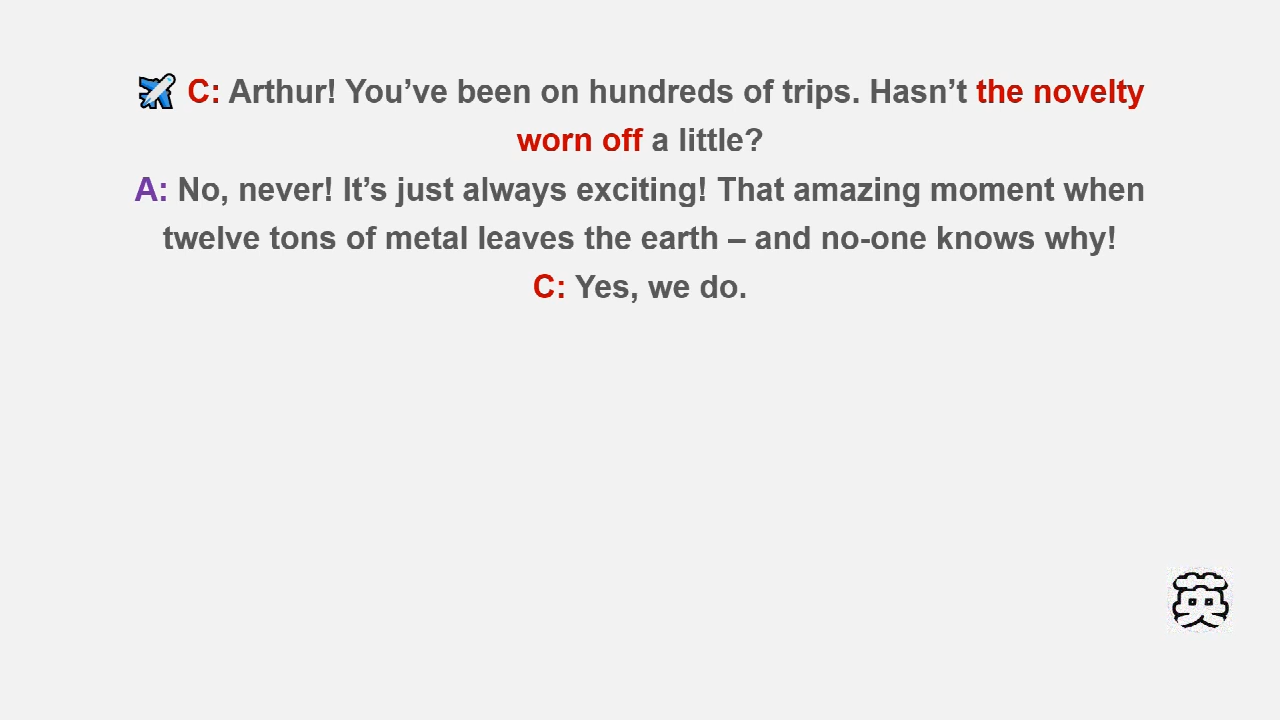 ✈️ C: Arthur! You’ve been on hundreds of trips. Hasn’t the novelty
worn off a little?
A: No, never! It’s just always exciting! That amazing moment when
twelve tons of metal leaves the earth – and no-one knows why!
C: Yes, we do.
英